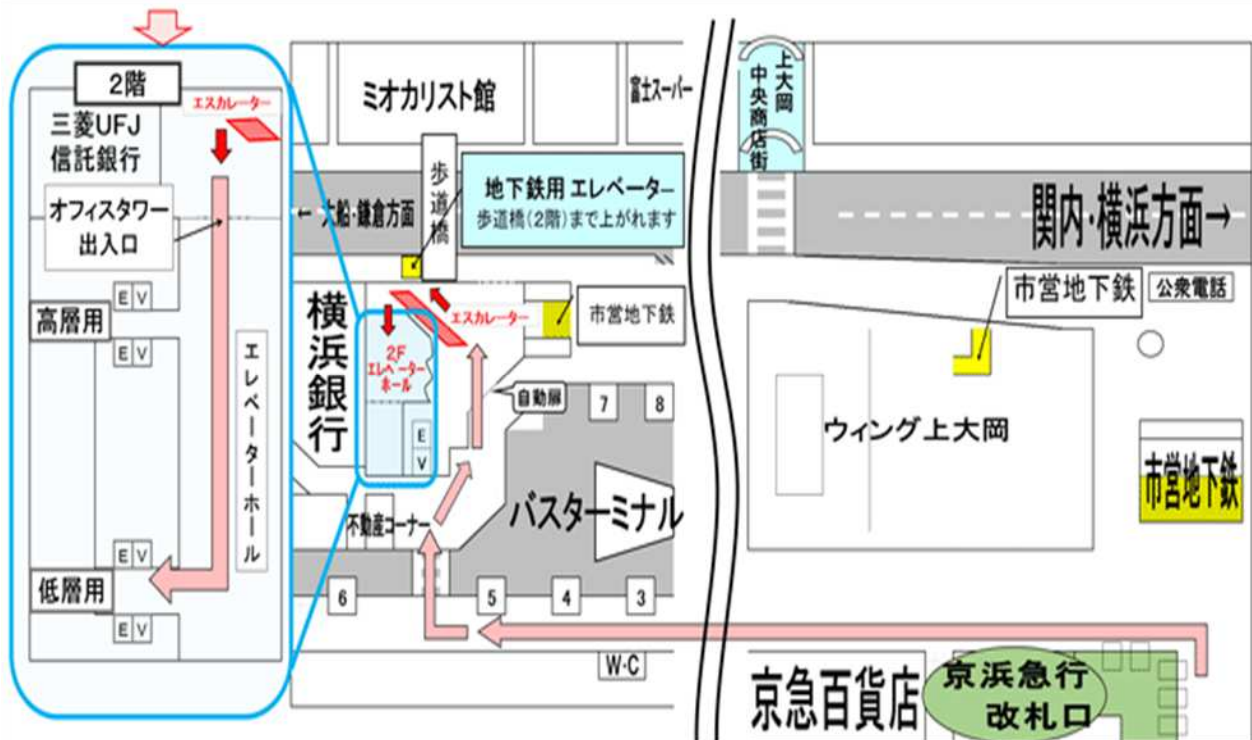 2階
エスカレーター
三菱UFJ
信託銀行
オフィスタワー
出入口
EV
高層用
EV
エレベーターホール
EV
低層用
EV
ミオカリスト館
富士スーパー
上大岡
中央商店街
歩道橋
地下鉄用 エレベーター
歩道橋(2階)まで上がれます
← 大船・鎌倉方面
関内・横浜方面→
横浜銀行
エスカレーター
市営地下鉄
2F
エレベーター
ホール
EV
自動扉
7
8
市営地下鉄
公衆電話
ウィング上大岡
市営地下鉄
不動産コーナー
バスターミナル
6
5
4
3
W・C
京急百貨店
京浜急行
改札口